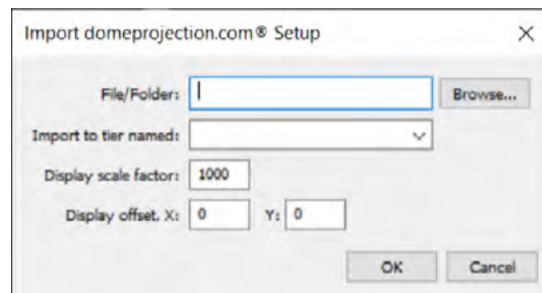 Import domeprojection.com® Setup
File/Folder: Browse...
Import to tier named:
Display scale factor: 1000
Display offset, X: 0 Y: 0
OK Cancel